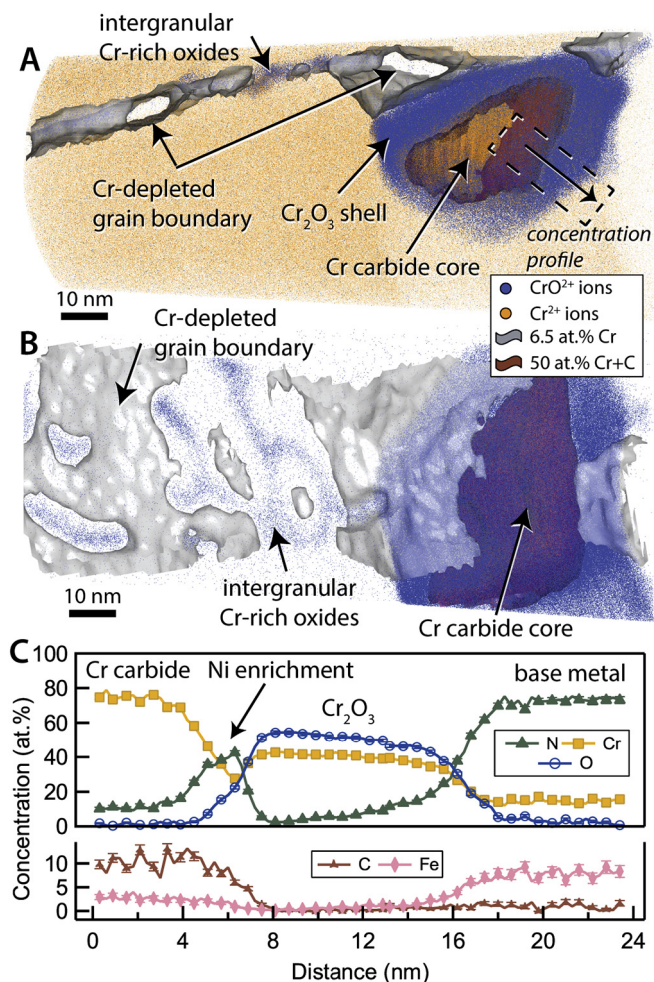 intergranular
Cr-rich oxides
A
Cr-depleted
grain boundary
Cr₂O₃ shell
Cr carbide core
concentration
profile
10 nm
CrO²⁺ ions
Cr²⁺ ions
6.5 at.% Cr
50 at.% Cr+C
Cr-depleted
grain boundary
B
10 nm
intergranular
Cr-rich oxides
Cr carbide core
C
100
80
60
40
20
0
Cr carbide
Ni enrichment
Cr₂O₃
base metal
N Cr
O
Concentration (at.%)
10
5
0
C Fe
0 4 8 12 16 20 24
Distance (nm)